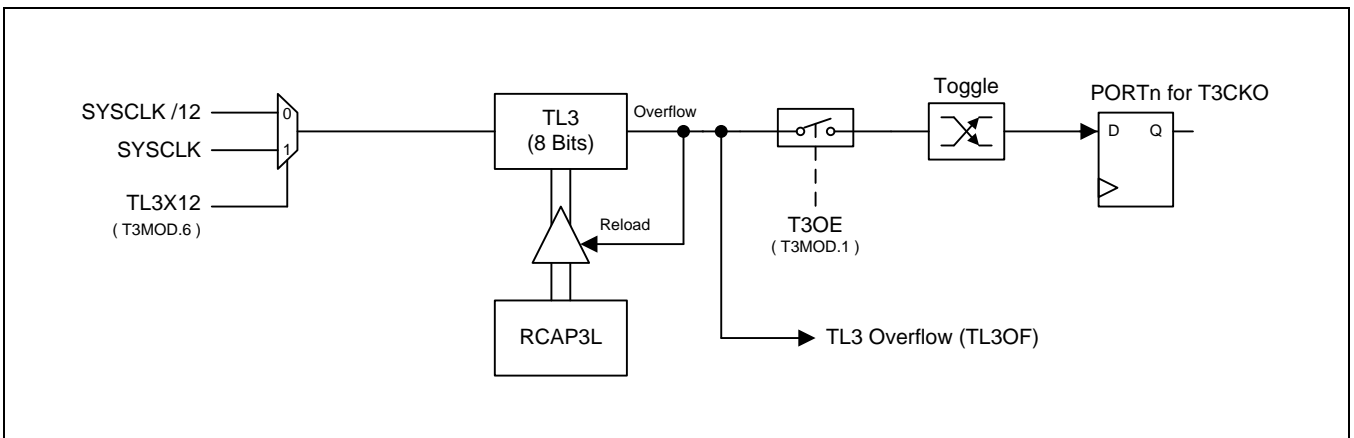 SYSCLK /12
SYSCLK
TL3X12
( T3MOD.6 )
0
1
TL3
(8 Bits)
Overflow
Reload
RCAP3L
T3OE
( T3MOD.1 )
TL3 Overflow (TL3OF)
Toggle
PORTn for T3CKO
D Q